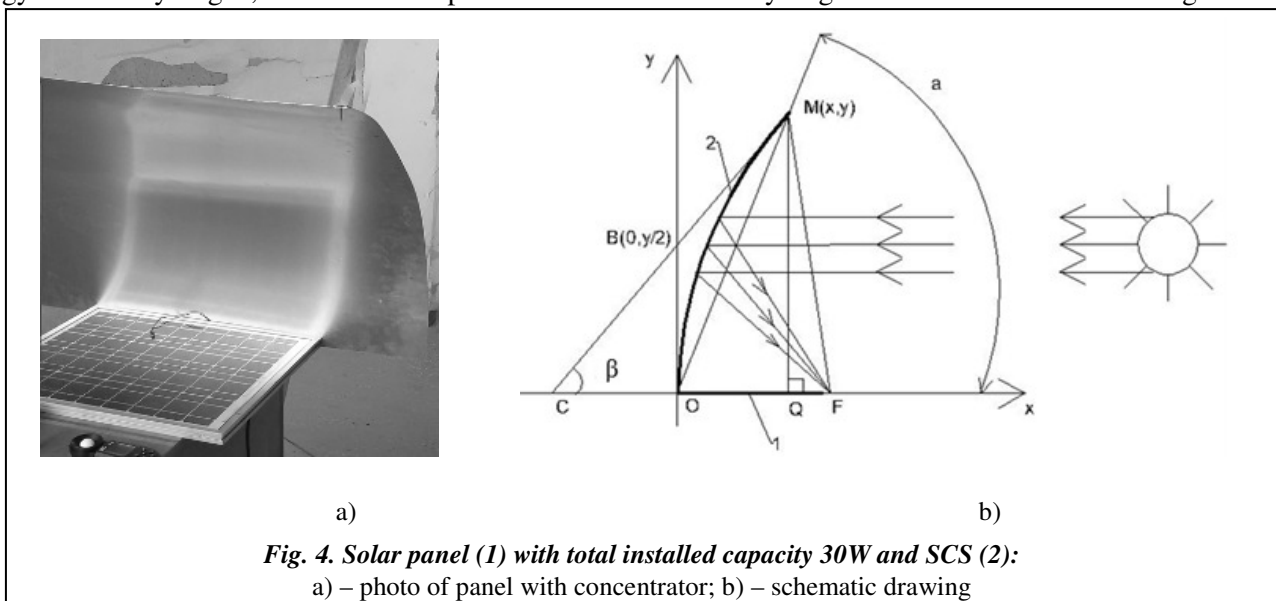 y
a
M(x,y)
2
B(0,y/2)
β
C
O
Q
F
x
1
a)
b)
Fig. 4. Solar panel (1) with total installed capacity 30W and SCS (2):
a) – photo of panel with concentrator; b) – schematic drawing